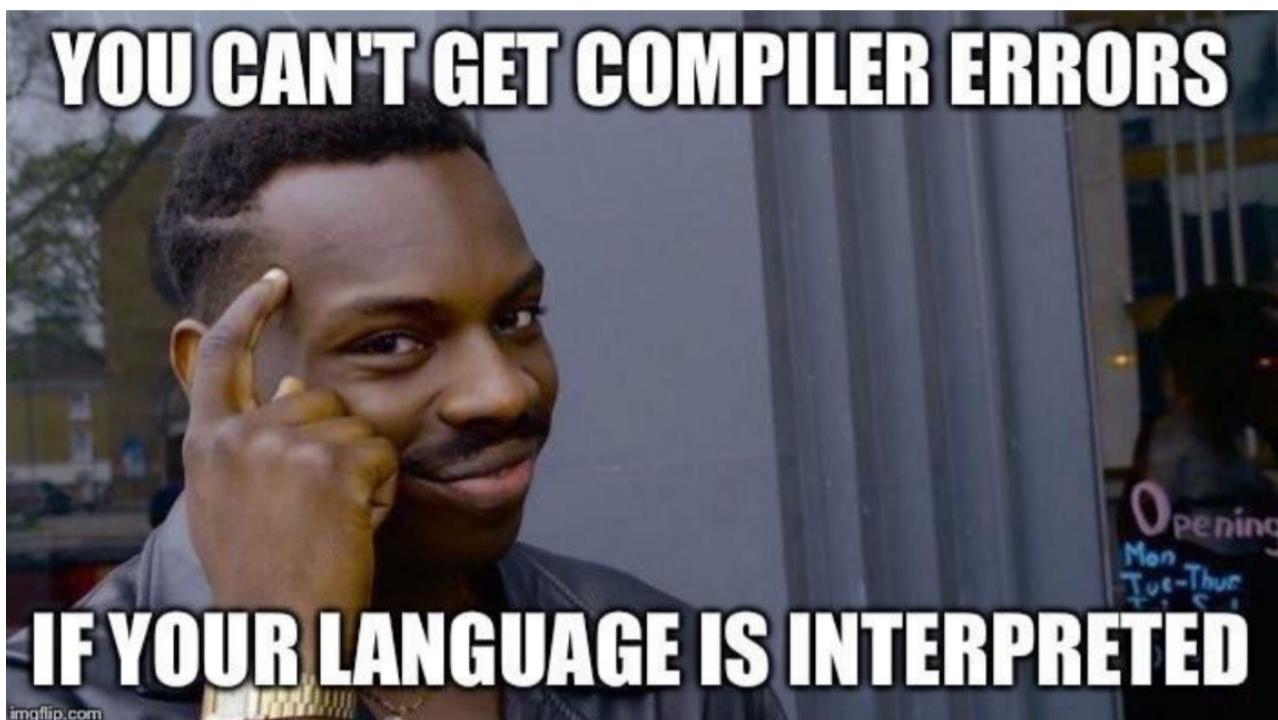 YOU CAN'T GET COMPILER ERRORS
Opening
Mon
Tue-Thur
IF YOUR LANGUAGE IS INTERPRETED
imgflip.com